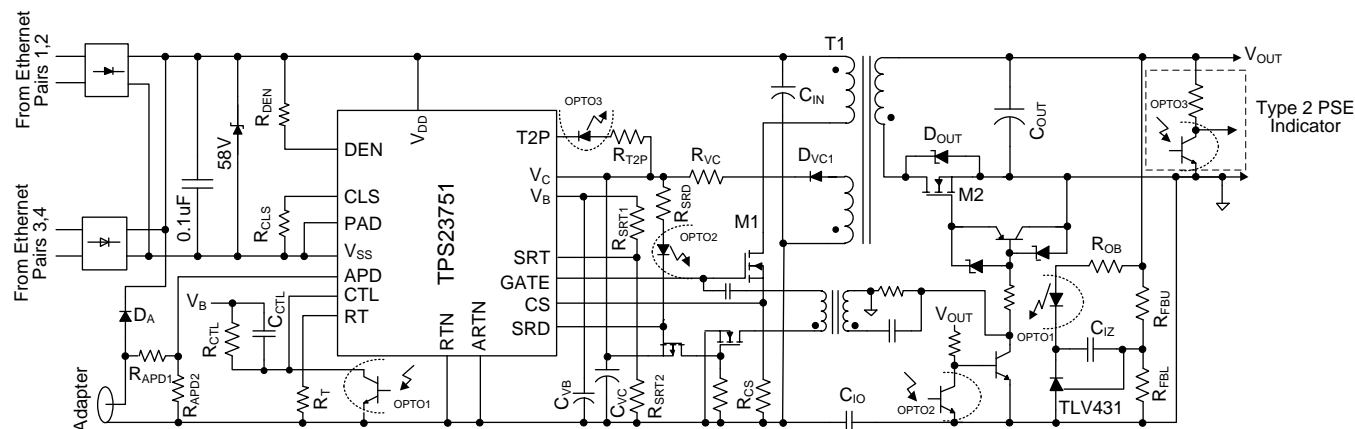 From Ethernet
Pairs 1,2
From Ethernet
Pairs 3,4
Adapter
0.1uF
58V
RDEN
RCLS
DA
RAPD1
RAPD2
VB
RCTL
CCTL
RT
OPTO1
TPS23751
VDD
DEN
CLS
PAD
VSS
APD
CTL
RT
RTN
ARTN
T2P
VC
VB
SRT
GATE
CS
SRD
OPTO3
RT2P
RVC
DVC1
RSRT1
RSRD
OPTO2
M1
CIN
T1
CVB
CVC
RSRT2
RCS
CIO
COUT
DOUT
M2
VOUT
OPTO2
OPTO1
ROB
RFBU
CIZ
TLV431
RFBL
VOUT
OPTO3
Type 2 PSE
Indicator